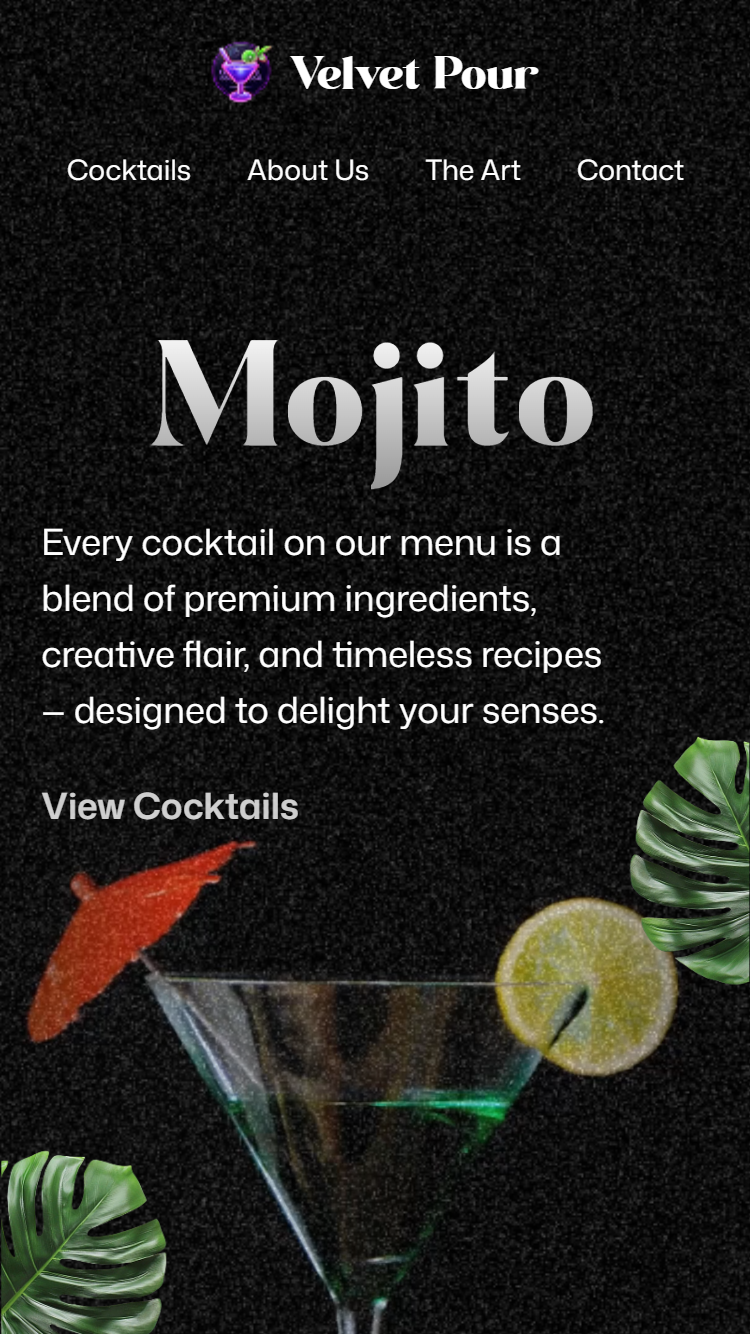 Velvet Pour
Cocktails About Us The Art Contact
Mojito
Every cocktail on our menu is a
blend of premium ingredients,
creative flair, and timeless recipes
– designed to delight your senses.
View Cocktails